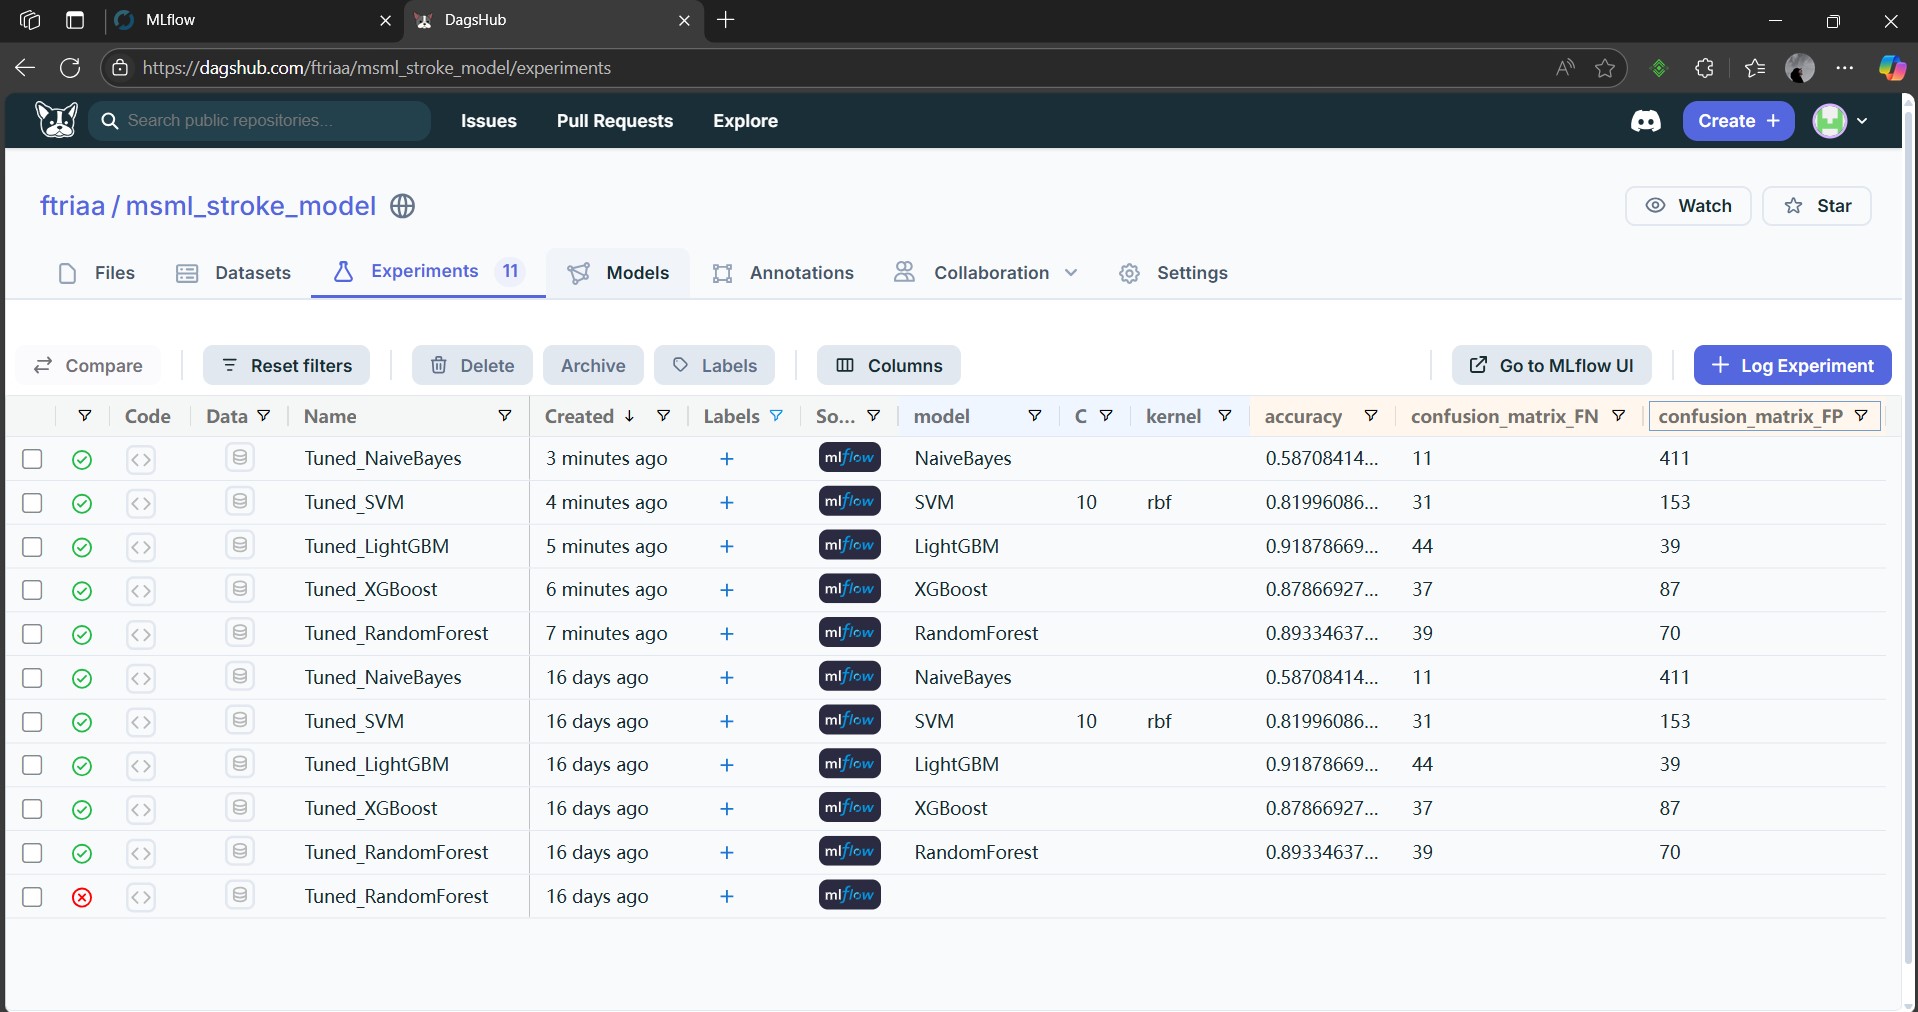 MLflow
DagsHub
https://dagshub.com/ftriaa/msml_stroke_model/experiments
Search public repositories...
Issues
Pull Requests
Explore
Create +
ftriaa / msml_stroke_model
Watch
Star
Files
Datasets
Experiments 11
Models
Annotations
Collaboration
Settings
Compare
Reset filters
Delete
Archive
Labels
Columns
Go to MLflow UI
+ Log Experiment
Code Data Name Created ↓ Labels So... model C kernel accuracy confusion_matrix_FN confusion_matrix_FP
Tuned_NaiveBayes 3 minutes ago + mlflow NaiveBayes 0.58708414... 11 411
Tuned_SVM 4 minutes ago + mlflow SVM 10 rbf 0.81996086... 31 153
Tuned_LightGBM 5 minutes ago + mlflow LightGBM 0.91878669... 44 39
Tuned_XGBoost 6 minutes ago + mlflow XGBoost 0.87866927... 37 87
Tuned_RandomForest 7 minutes ago + mlflow RandomForest 0.89334637... 39 70
Tuned_NaiveBayes 16 days ago + mlflow NaiveBayes 0.58708414... 11 411
Tuned_SVM 16 days ago + mlflow SVM 10 rbf 0.81996086... 31 153
Tuned_LightGBM 16 days ago + mlflow LightGBM 0.91878669... 44 39
Tuned_XGBoost 16 days ago + mlflow XGBoost 0.87866927... 37 87
Tuned_RandomForest 16 days ago + mlflow RandomForest 0.89334637... 39 70
Tuned_RandomForest 16 days ago + mlflow